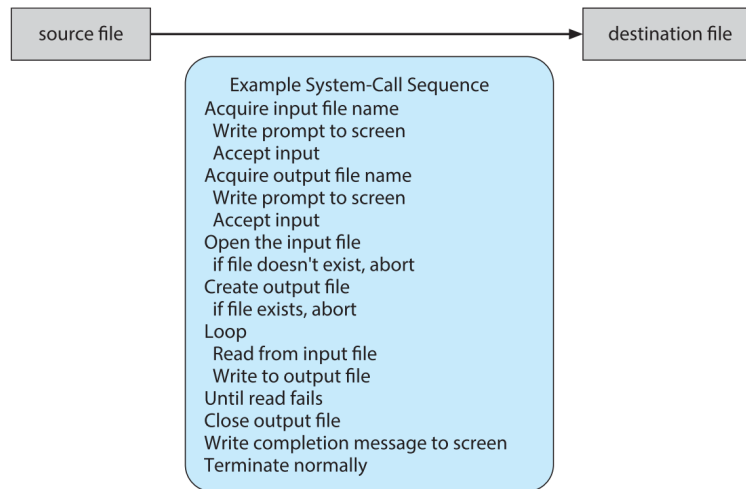 source file
destination file
Example System-Call Sequence
Acquire input file name
Write prompt to screen
Accept input
Acquire output file name
Write prompt to screen
Accept input
Open the input file
if file doesn't exist, abort
Create output file
if file exists, abort
Loop
Read from input file
Write to output file
Until read fails
Close output file
Write completion message to screen
Terminate normally